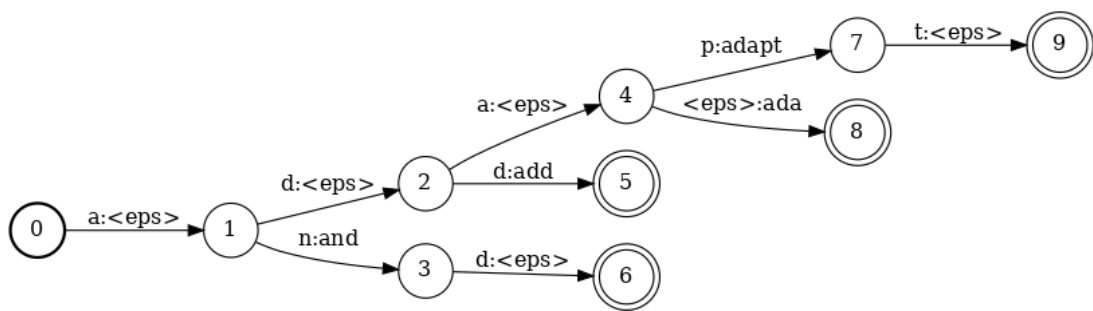 t:<eps>
7
9
p:adapt
4
a:<eps>
<eps>:ada
8
2
d:add
5
d:<eps>
0
a:<eps>
1
n:and
3
d:<eps>
6